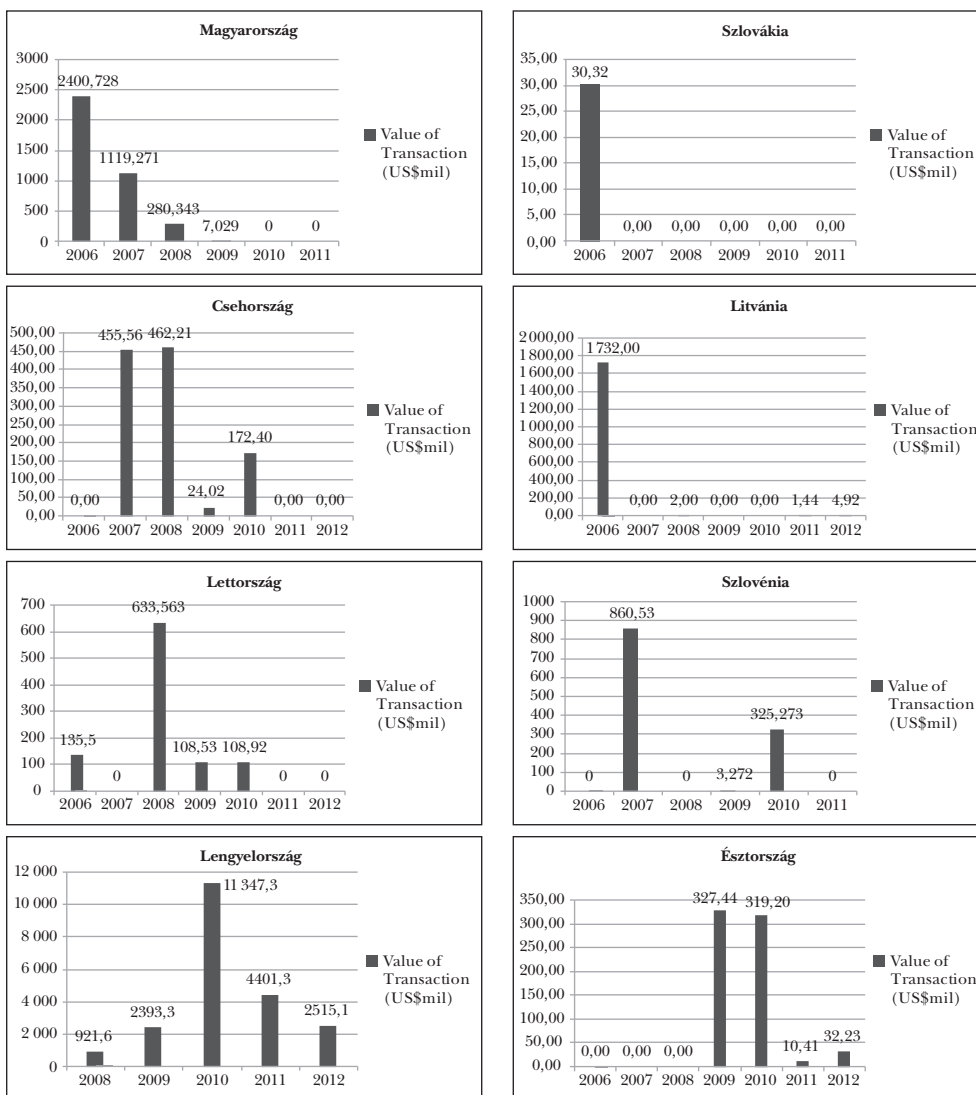 Magyarország
3000
2500
2000
1500
1000
500
0
2400,728
1119,271
280,343
7,029
0
0
2006 2007 2008 2009 2010 2011
Value of
Transaction
(US$mil)
Szlovákia
35,00
30,00
25,00
20,00
15,00
10,00
5,00
0,00
30,32
0,00 0,00 0,00 0,00 0,00
2006 2007 2008 2009 2010 2011
Value of
Transaction
(US$mil)
Csehország
500,00
450,00
400,00
350,00
300,00
250,00
200,00
150,00
100,00
50,00
0,00
0,00
455,56
462,21
24,02
172,40
0,00
0,00
2006 2007 2008 2009 2010 2011 2012
Value of
Transaction
(US$mil)
Litvánia
2 000,00
1 800,00
1 600,00
1 400,00
1 200,00
1 000,00
800,00
600,00
400,00
200,00
0,00
1 732,00
0,00 2,00 0,00 0,00 1,44 4,92
2006 2007 2008 2009 2010 2011 2012
Value of
Transaction
(US$mil)
Lettország
700
600
500
400
300
200
100
0
135,5
0
633,563
108,53
108,92
0
0
2006 2007 2008 2009 2010 2011 2012
Value of
Transaction
(US$mil)
Szlovénia
1000
900
800
700
600
500
400
300
200
100
0
0
860,53
0
3,272
325,273
0
2006 2007 2008 2009 2010 2011
Value of
Transaction
(US$mil)
Lengyelország
12 000
10 000
8 000
6 000
4 000
2 000
0
921,6
2393,3
11 347,3
4401,3
2515,1
2008 2009 2010 2011 2012
Value of
Transaction
(US$mil)
Észtország
350,00
300,00
250,00
200,00
150,00
100,00
50,00
0,00
0,00 0,00 0,00
327,44
319,20
10,41
32,23
2006 2007 2008 2009 2010 2011 2012
Value of
Transaction
(US$mil)